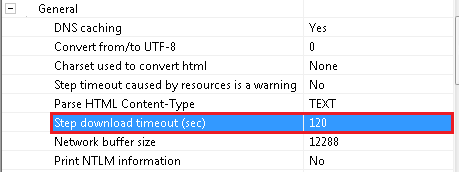 General
DNS caching Yes
Convert from/to UTF-8 0
Charset used to convert html None
Step timeout caused by resources is a warning No
Parse HTML Content-Type TEXT
Step download timeout (sec) 120
Network buffer size 12288
Print NTLM information No